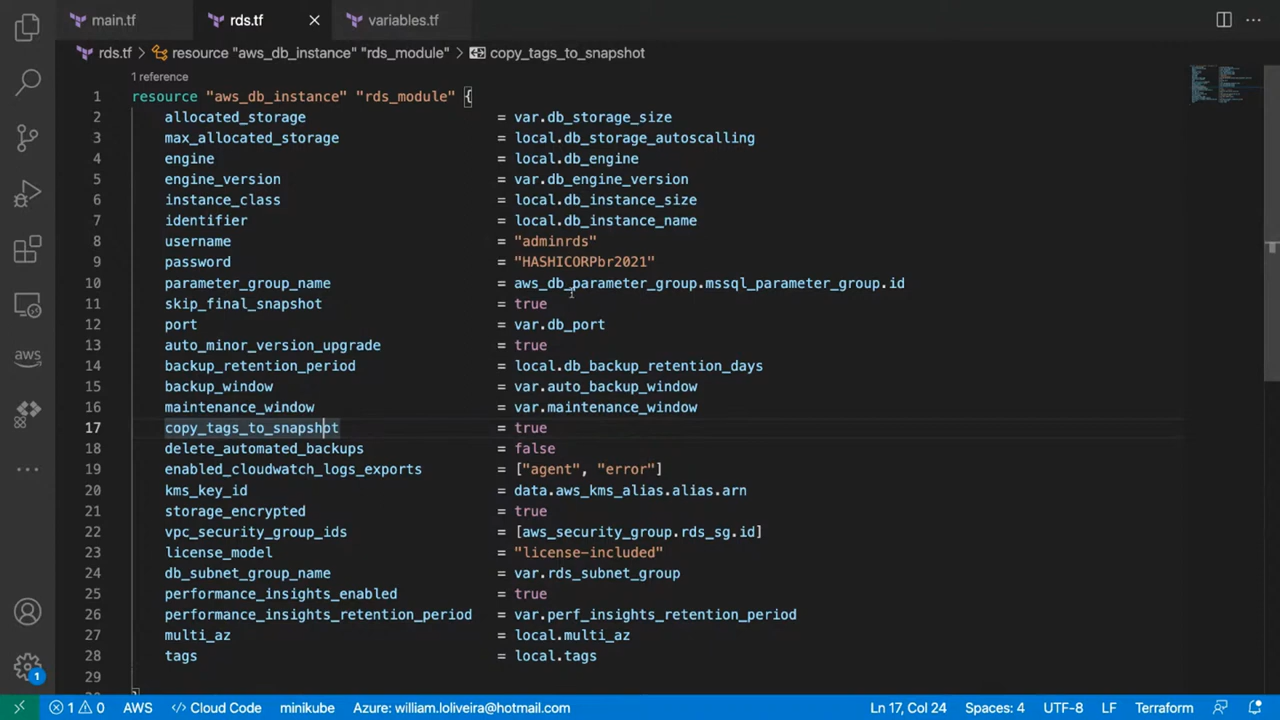 main.tf rds.tf variables.tf
rds.tf > resource "aws_db_instance" "rds_module" > copy_tags_to_snapshot
1 reference
1 resource "aws_db_instance" "rds_module" {
2 allocated_storage = var.db_storage_size
3 max_allocated_storage = local.db_storage_autoscalling
4 engine = local.db_engine
5 engine_version = var.db_engine_version
6 instance_class = local.db_instance_size
7 identifier = local.db_instance_name
8 username = "adminrds"
9 password = "HASHICORPbr2021"
10 parameter_group_name = aws_db_parameter_group.mssql_parameter_group.id
11 skip_final_snapshot = true
12 port = var.db_port
13 auto_minor_version_upgrade = true
14 backup_retention_period = local.db_backup_retention_days
15 backup_window = var.auto_backup_window
16 maintenance_window = var.maintenance_window
17 copy_tags_to_snapshot = true
18 delete_automated_backups = false
19 enabled_cloudwatch_logs_exports = ["agent", "error"]
20 kms_key_id = data.aws_kms_alias.alias.arn
21 storage_encrypted = true
22 vpc_security_group_ids = [aws_security_group.rds_sg.id]
23 license_model = "license-included"
24 db_subnet_group_name = var.rds_subnet_group
25 performance_insights_enabled = true
26 performance_insights_retention_period = var.perf_insights_retention_period
27 multi_az = local.multi_az
28 tags = local.tags
29
aws
1
1 0 AWS Cloud Code minikube Azure: william.loliveira@hotmail.com Ln 17, Col 24 Spaces: 4 UTF-8 LF Terraform